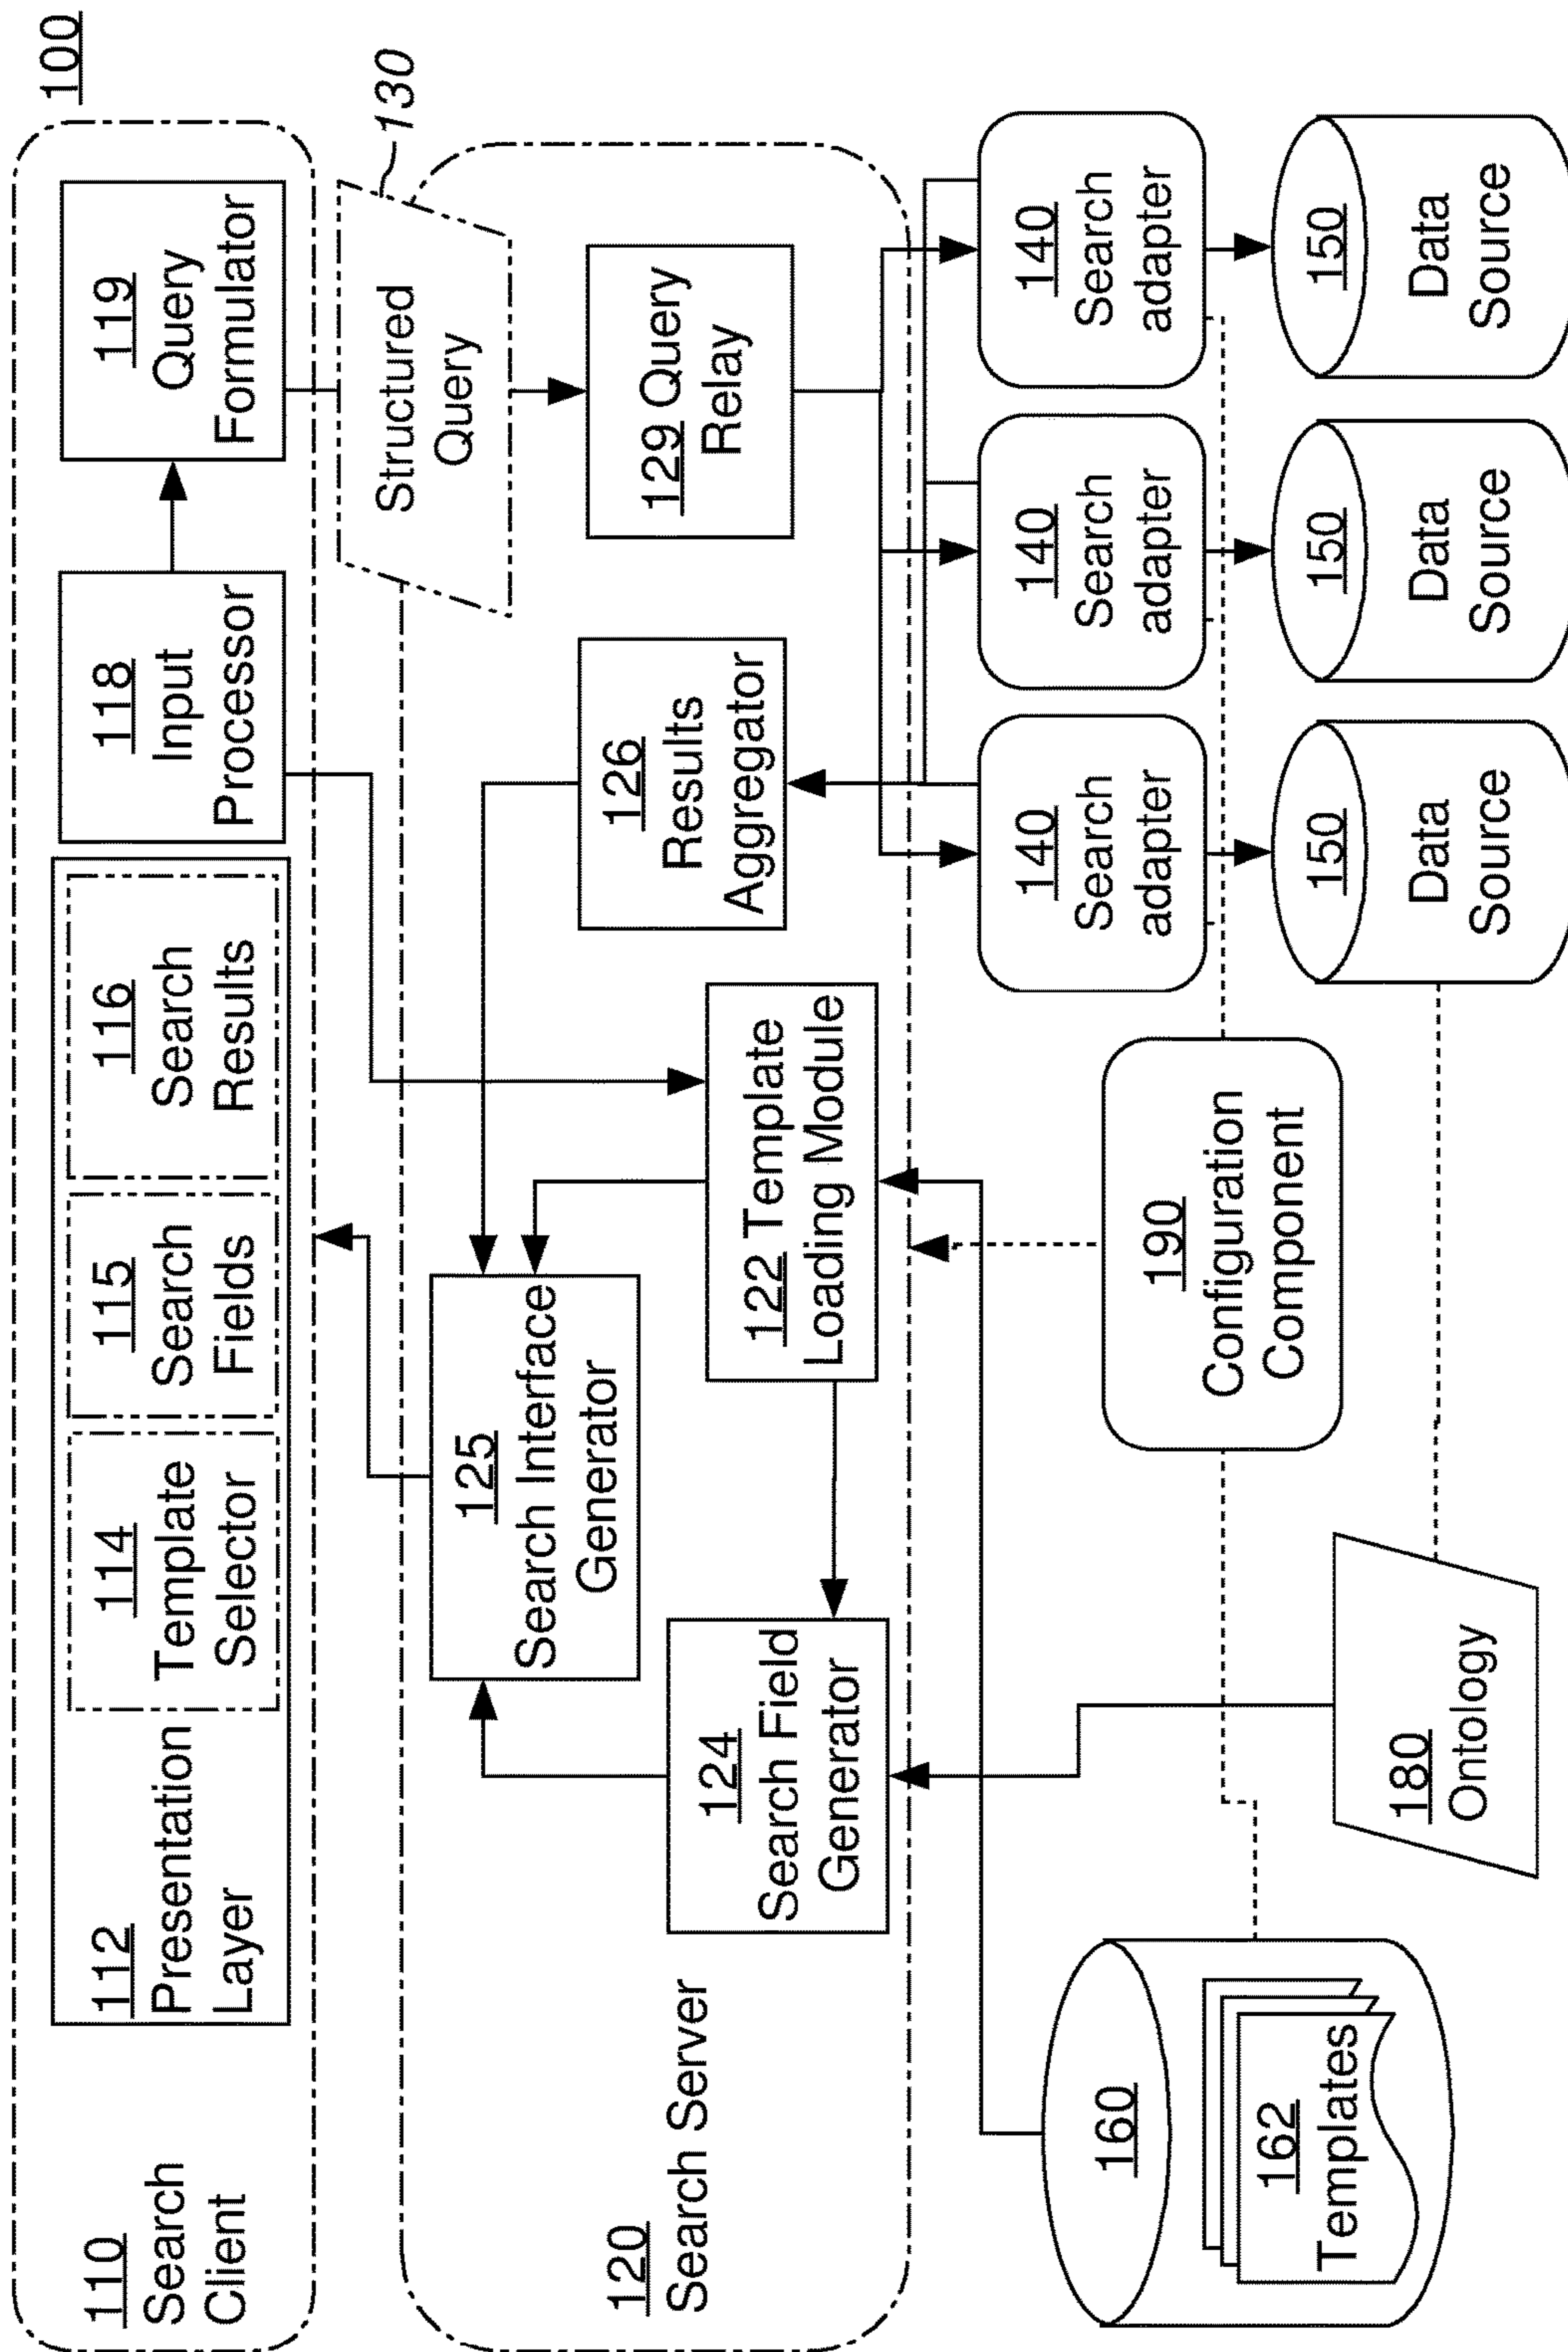 100
110
Search
Client
112
Presentation
Layer
114
Template
Selector
115
Search
Fields
116
Search
Results
118
Input
Processor
119
Query
Formulator
Structured
Query
130
120
Search Server
125
Search Interface
Generator
124
Search Field
Generator
122 Template
Loading Module
126
Results
Aggregator
129 Query
Relay
140
Search
adapter
140
Search
adapter
140
Search
adapter
160
162
Templates
180
Ontology
190
Configuration
Component
150
Data
Source
150
Data
Source
150
Data
Source